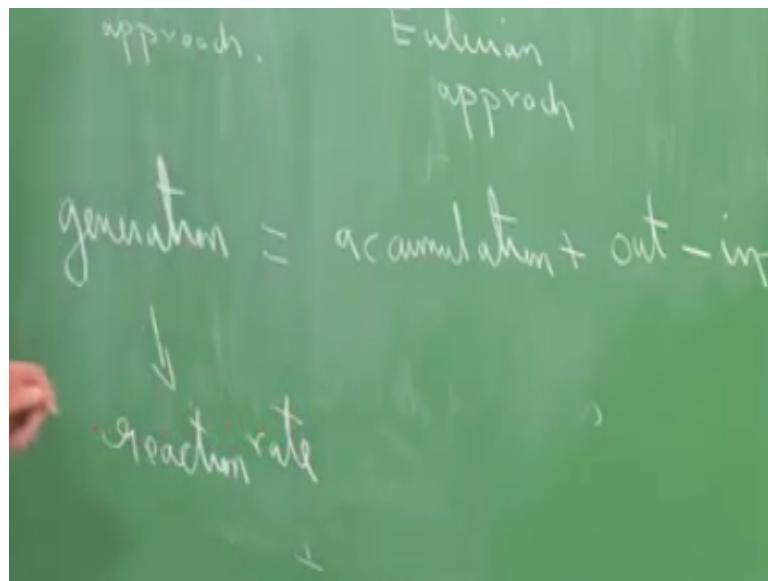 approach.
Eulerian
approach
generation = accumulation + out - in
↓
reaction rate